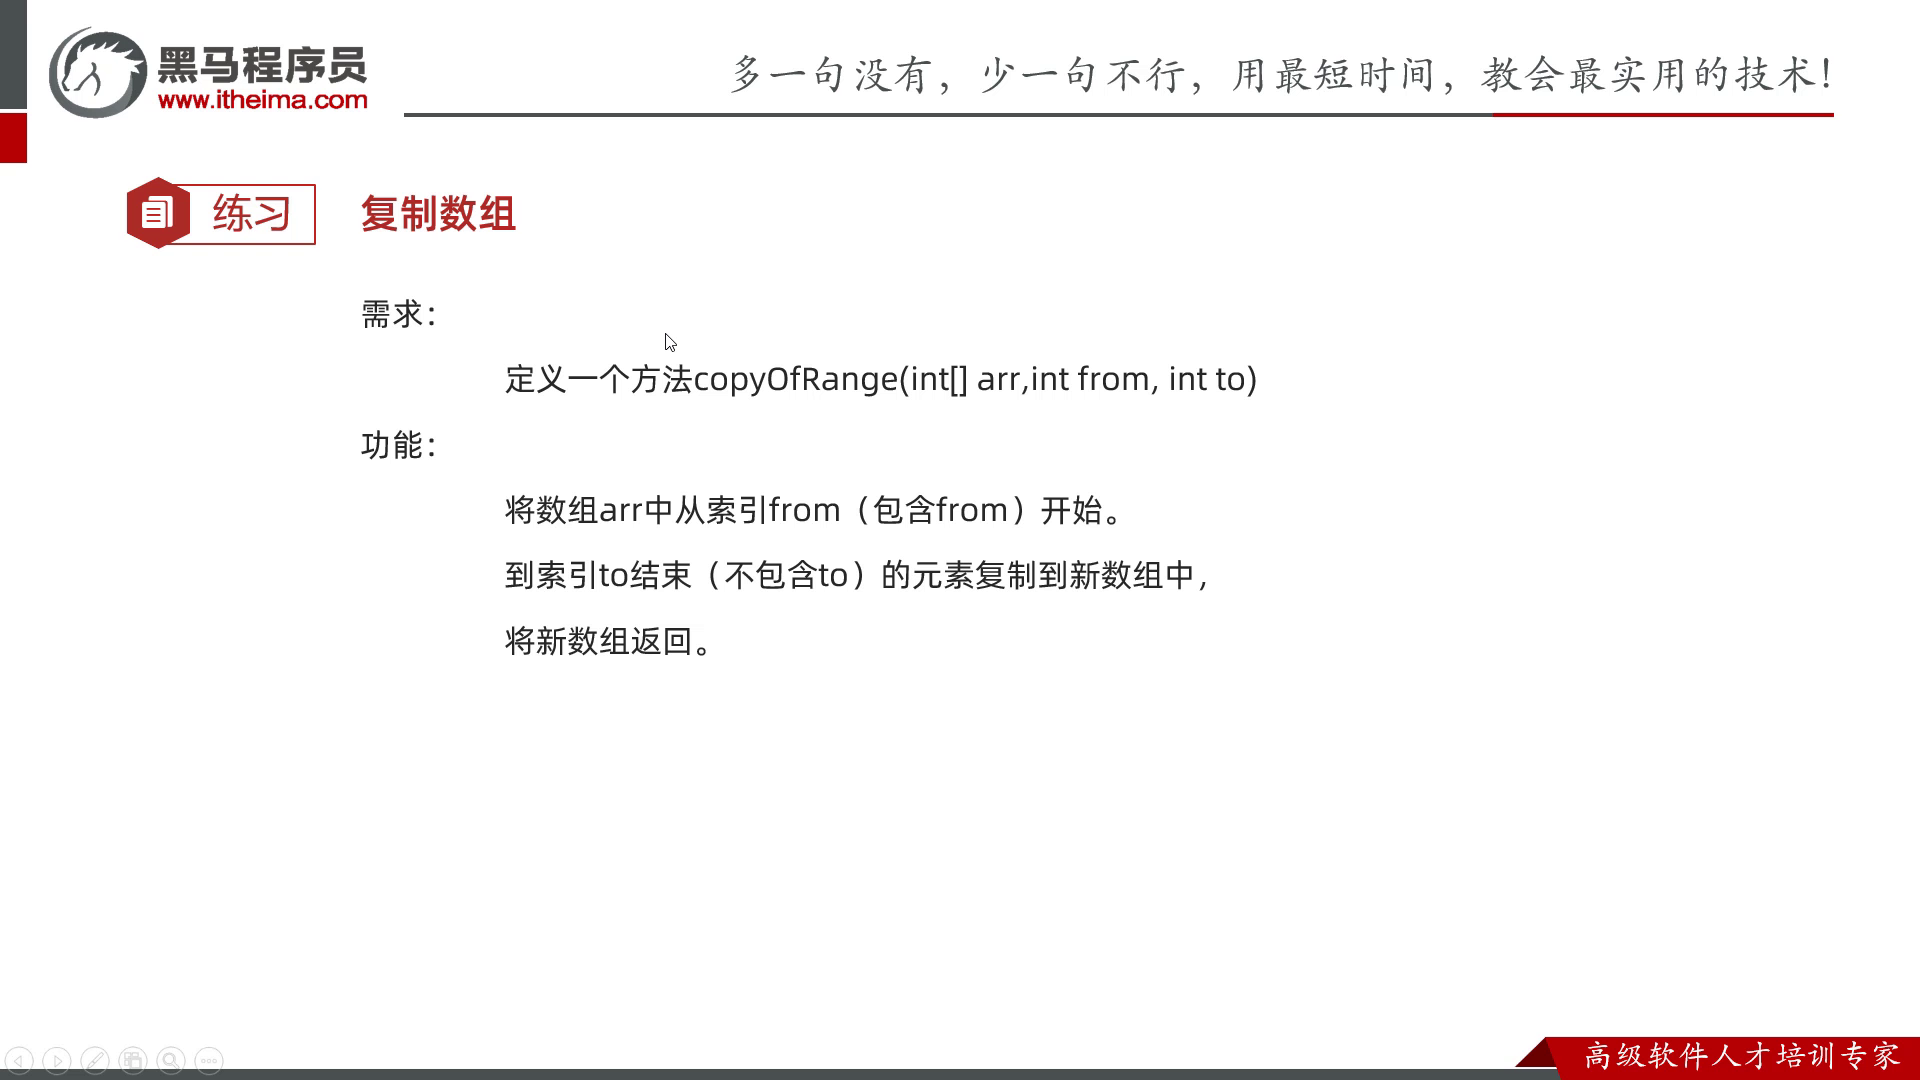 黑马程序员
www.itheima.com
多一句没有，少一句不行，用最短时间，教会最实用的技术！
练习
复制数组
需求：
定义一个方法copyOfRange(int[] arr,int from, int to)
功能：
将数组arr中从索引from（包含from）开始。
到索引to结束（不包含to）的元素复制到新数组中，
将新数组返回。
高级软件人才培训专家